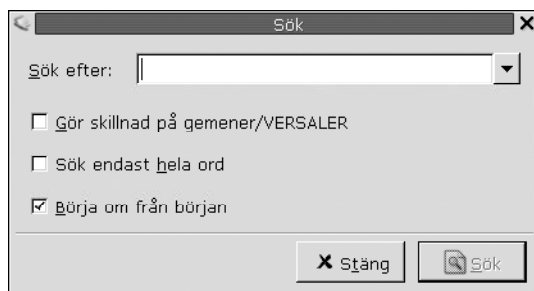 Sök
Sök efter:
Gör skillnad på gemener/VERSALER
Sök endast hela ord
Börja om från början
Stäng Sök